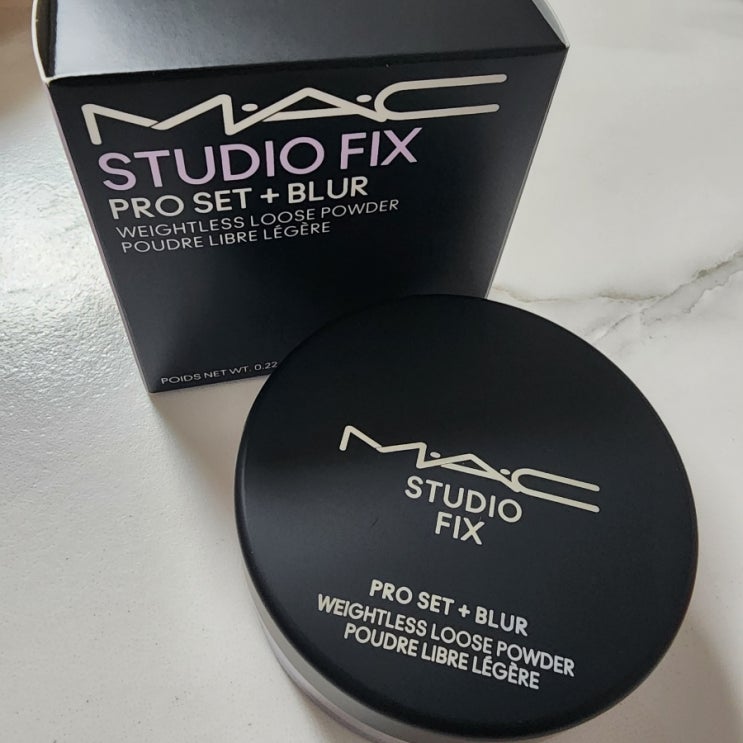 M·A·C
STUDIO FIX
PRO SET + BLUR
WEIGHTLESS LOOSE POWDER
POUDRE LIBRE LÉGÈRE
POIDS NET WT. 0.22
M·A·C
STUDIO
FIX
PRO SET + BLUR
WEIGHTLESS LOOSE POWDER
POUDRE LIBRE LÉGÈRE